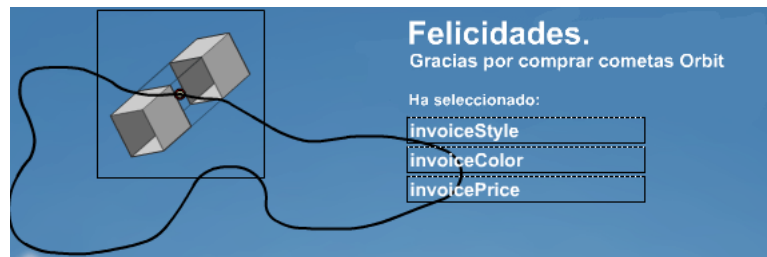 Felicidades.
Gracias por comprar cometas Orbit
Ha seleccionado:
invoiceStyle
invoiceColor
invoicePrice